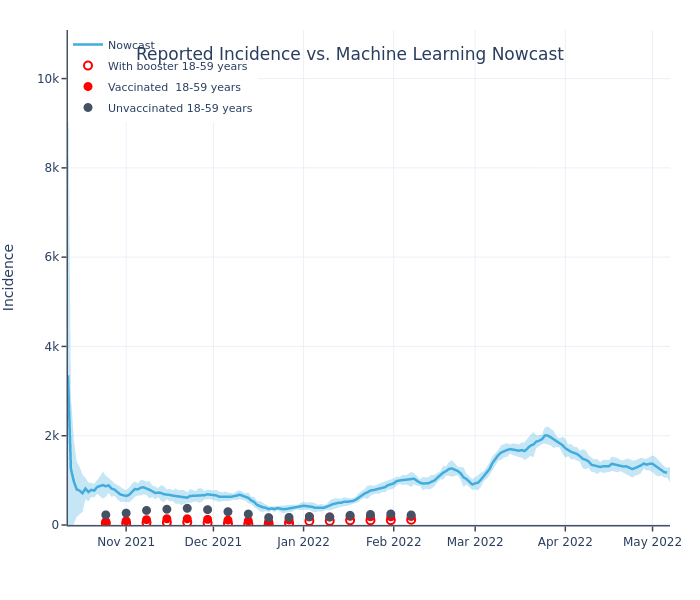 Reported Incidence vs. Machine Learning Nowcast
Nowcast
With booster 18-59 years
Vaccinated  18-59 years
Unvaccinated 18-59 years
Incidence
10k
8k
6k
4k
2k
0
Nov 2021
Dec 2021
Jan 2022
Feb 2022
Mar 2022
Apr 2022
May 2022